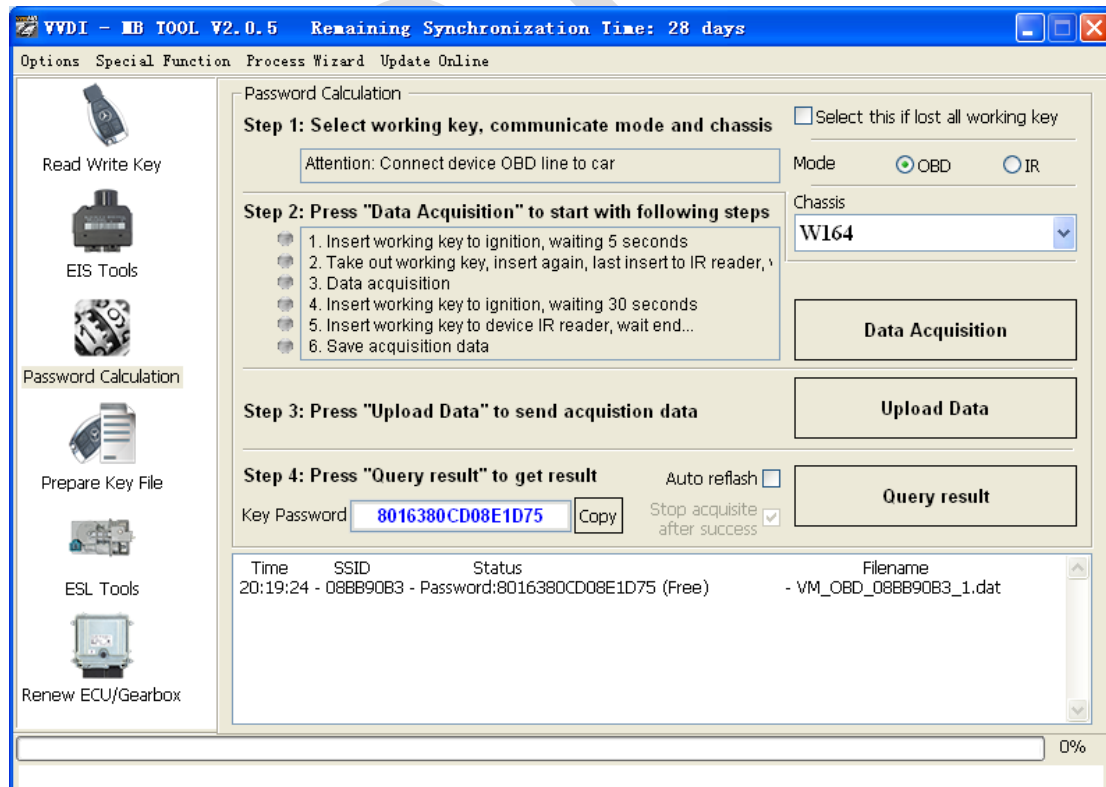 VVDI - MB TOOL V2.0.5 Remaining Synchronization Time: 28 days
Options Special Function Process Wizard Update Online
Read Write Key
EIS Tools
Password Calculation
Prepare Key File
ESL Tools
Renew ECU/Gearbox
Password Calculation
Step 1: Select working key, communicate mode and chassis
Select this if lost all working key
Attention: Connect device OBD line to car
Mode OBD IR
Chassis
W164
Step 2: Press "Data Acquisition" to start with following steps
1. Insert working key to ignition, waiting 5 seconds
2. Take out working key, insert again, last insert to IR reader,
3. Data acquisition
4. Insert working key to ignition, waiting 30 seconds
5. Insert working key to device IR reader, wait end...
6. Save acquisition data
Data Acquisition
Step 3: Press "Upload Data" to send acquistion data
Upload Data
Step 4: Press "Query result" to get result
Auto reflash
Key Password 8016380CD08E1D75 Copy
Stop acquisite
after success
Query result
Time SSID Status Filename
20:19:24 - 08BB90B3 - Password:8016380CD08E1D75 (Free) - VM_OBD_08BB90B3_1.dat
0%